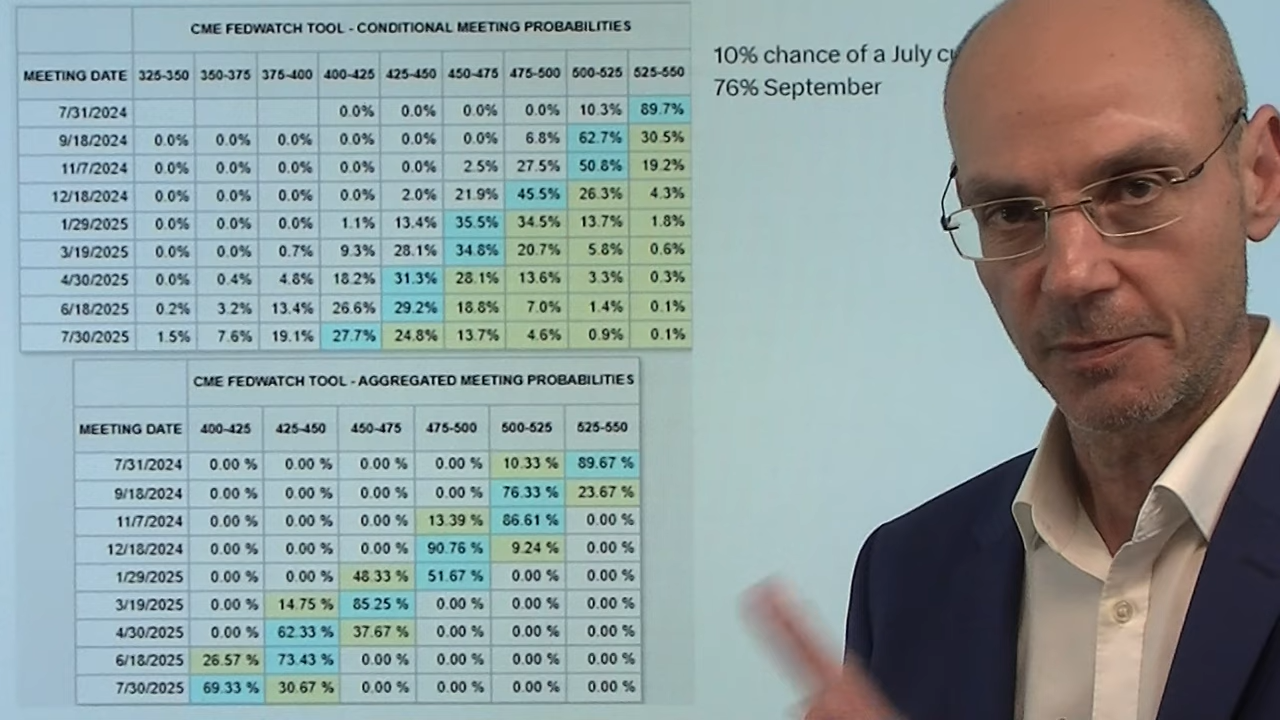 CME FEDWATCH TOOL - CONDITIONAL MEETING PROBABILITIES
MEETING DATE 325-350 350-375 375-400 400-425 425-450 450-475 475-500 500-525 525-550
7/31/2024 0.0% 0.0% 0.0% 0.0% 10.3% 89.7%
9/18/2024 0.0% 0.0% 0.0% 0.0% 0.0% 0.0% 6.8% 62.7% 30.5%
11/7/2024 0.0% 0.0% 0.0% 0.0% 0.0% 2.5% 27.5% 50.8% 19.2%
12/18/2024 0.0% 0.0% 0.0% 0.0% 2.0% 21.9% 45.5% 26.3% 4.3%
1/29/2025 0.0% 0.0% 0.0% 1.1% 13.4% 35.5% 34.5% 13.7% 1.8%
3/19/2025 0.0% 0.0% 0.7% 9.3% 28.1% 34.8% 20.7% 5.8% 0.6%
4/30/2025 0.0% 0.4% 4.8% 18.2% 31.3% 28.1% 13.6% 3.3% 0.3%
6/18/2025 0.2% 3.2% 13.4% 26.6% 29.2% 18.8% 7.0% 1.4% 0.1%
7/30/2025 1.5% 7.6% 19.1% 27.7% 24.8% 13.7% 4.6% 0.9% 0.1%
CME FEDWATCH TOOL - AGGREGATED MEETING PROBABILITIES
MEETING DATE 400-425 425-450 450-475 475-500 500-525 525-550
7/31/2024 0.00 % 0.00 % 0.00 % 0.00 % 10.33 % 89.67 %
9/18/2024 0.00 % 0.00 % 0.00 % 0.00 % 76.33 % 23.67 %
11/7/2024 0.00 % 0.00 % 0.00 % 13.39 % 86.61 % 0.00 %
12/18/2024 0.00 % 0.00 % 0.00 % 90.76 % 9.24 % 0.00 %
1/29/2025 0.00 % 0.00 % 48.33 % 51.67 % 0.00 % 0.00 %
3/19/2025 0.00 % 14.75 % 85.25 % 0.00 % 0.00 % 0.00 %
4/30/2025 0.00 % 62.33 % 37.67 % 0.00 % 0.00 % 0.00 %
6/18/2025 26.57 % 73.43 % 0.00 % 0.00 % 0.00 % 0.00 %
7/30/2025 69.33 % 30.67 % 0.00 % 0.00 % 0.00 % 0.00 %
10% chance of a July
76% September